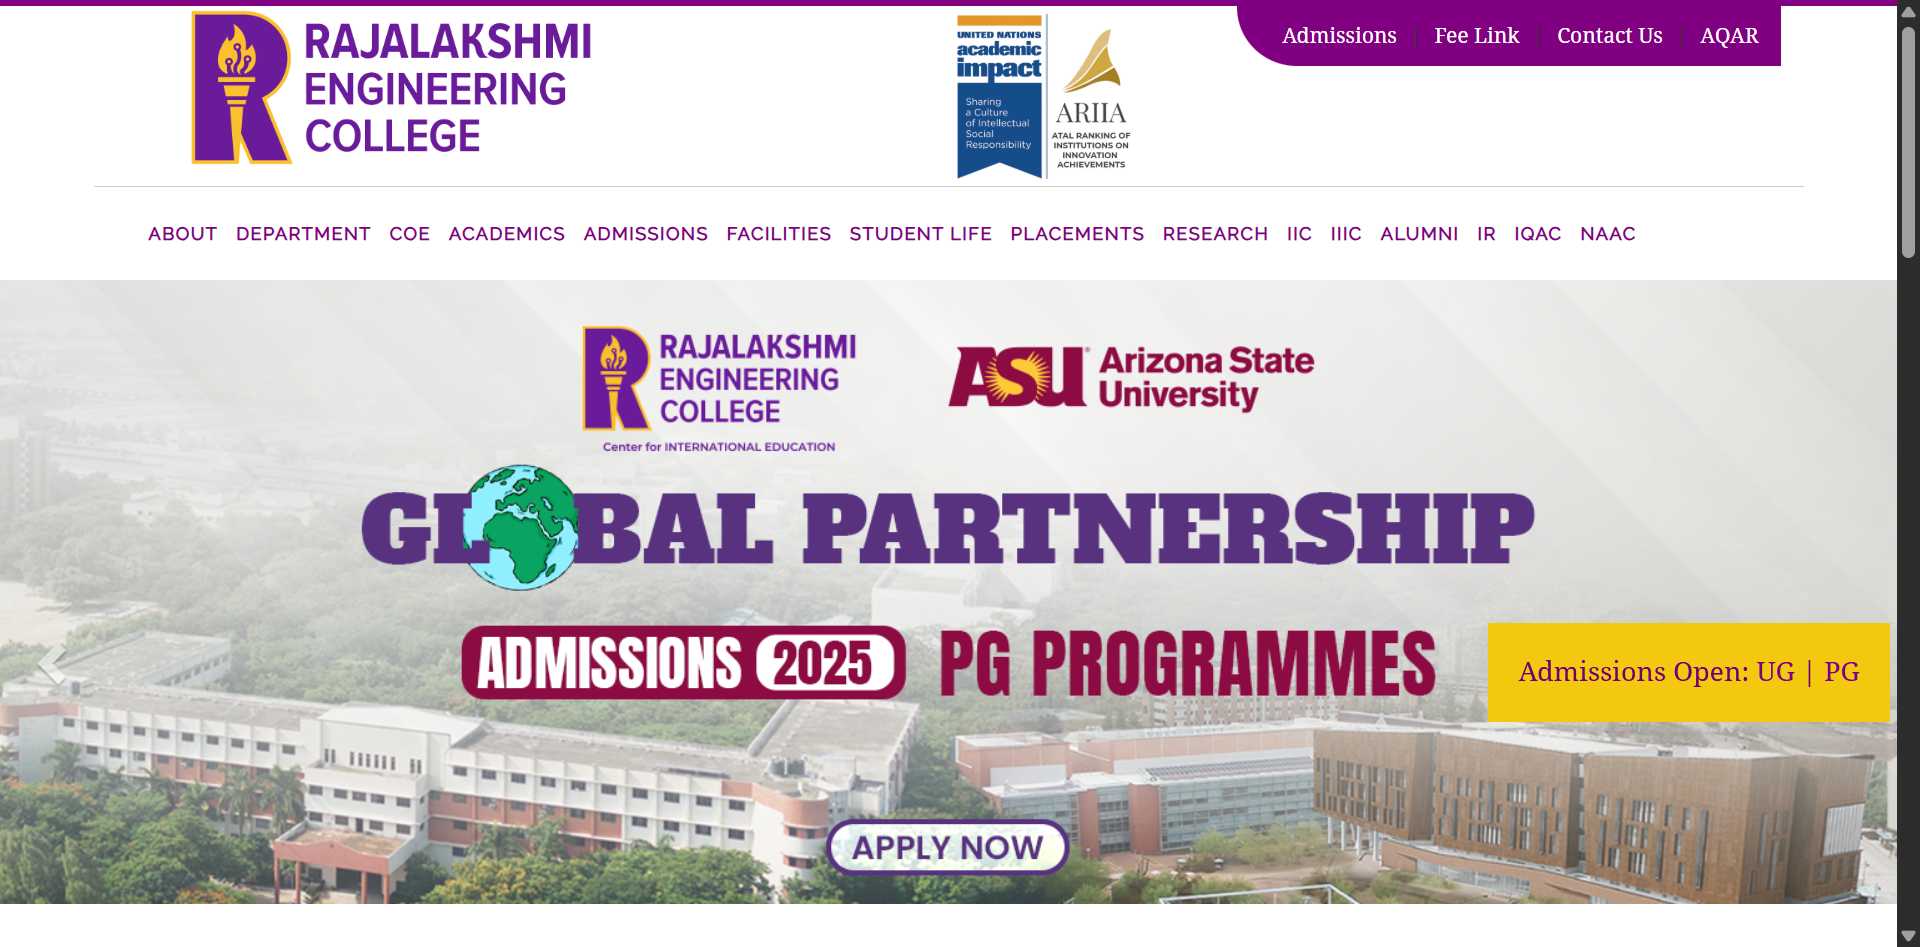 RAJALAKSHMI
ENGINEERING
COLLEGE
UNITED NATIONS
academic
impact
Sharing
a Culture
of Intellectual
Social
Responsibility
ARIIA
ATAL RANKING OF
INSTITUTIONS ON
INNOVATION
ACHIEVEMENTS
Admissions | Fee Link | Contact Us | AQAR
ABOUT DEPARTMENT COE ACADEMICS ADMISSIONS FACILITIES STUDENT LIFE PLACEMENTS RESEARCH IIC IIIC ALUMNI IR IQAC NAAC
RAJALAKSHMI
ENGINEERING
COLLEGE
Center for INTERNATIONAL EDUCATION
ASU Arizona State
University
GLOBAL PARTNERSHIP
ADMISSIONS 2025 PG PROGRAMMES
Admissions Open: UG | PG
APPLY NOW